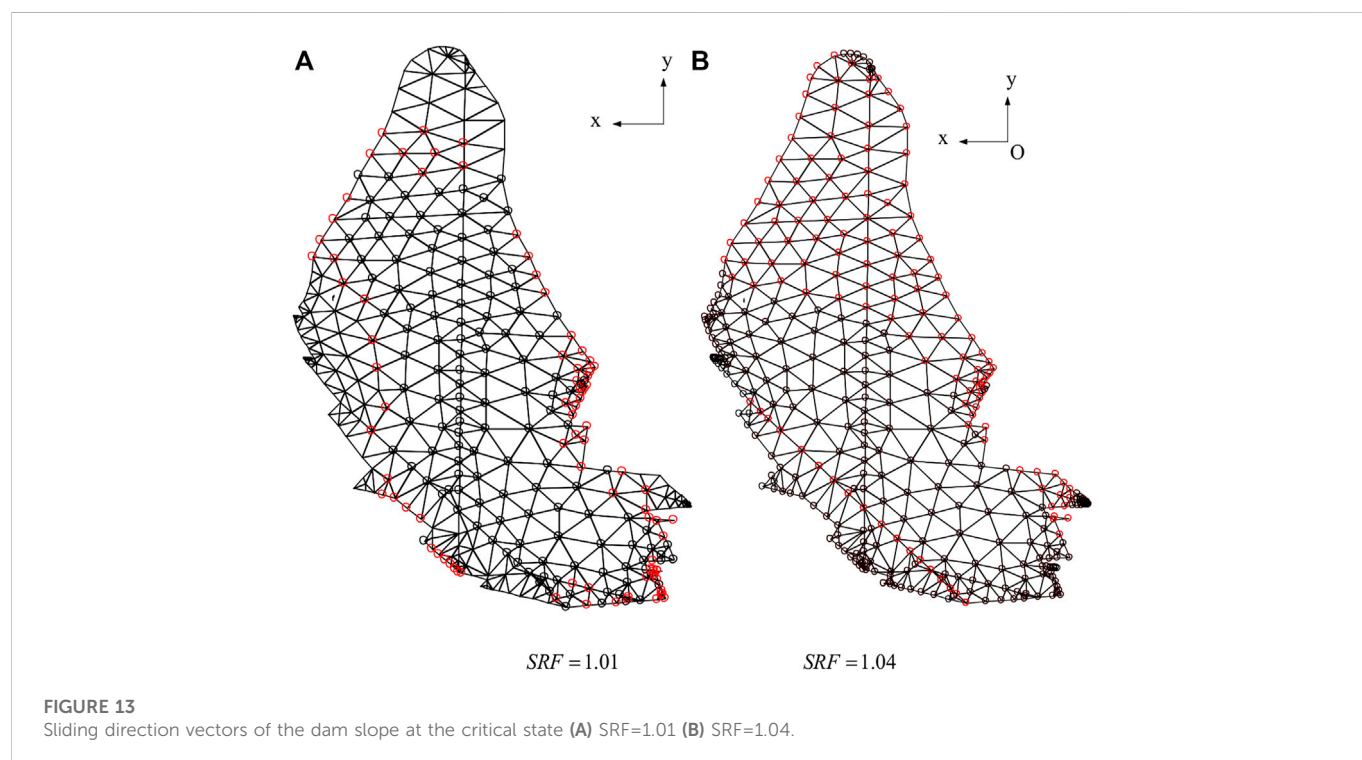 A
y
x
B
y
x
O
SRF = 1.01
SRF = 1.04
FIGURE 13
Sliding direction vectors of the dam slope at the critical state (A) SRF=1.01 (B) SRF=1.04.